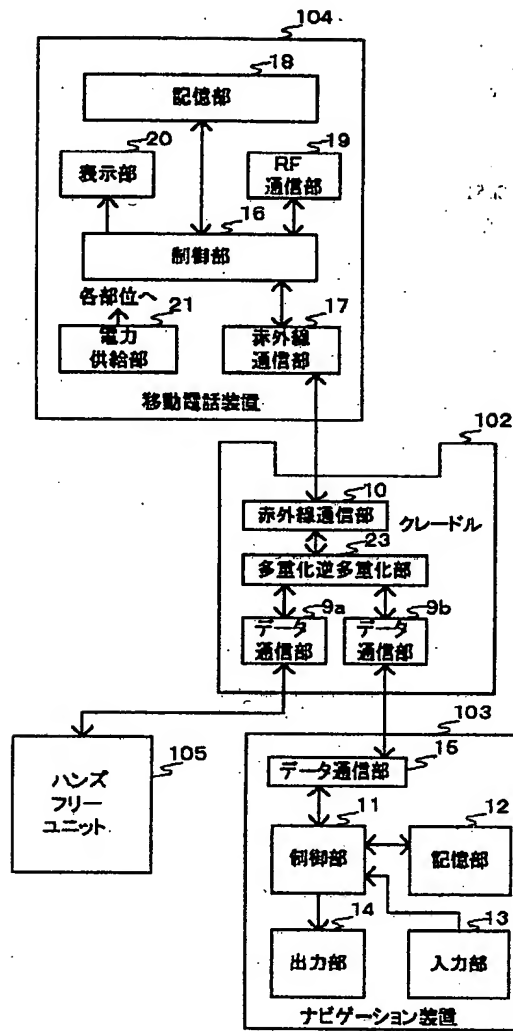 104
18
記憶部
20
表示部
19
RF
通信部
16
制御部
各部位へ
21
電力
供給部
17
赤外線
通信部
移動電話装置
102
10
赤外線通信部
クレードル
23
多重化逆多重化部
9a
データ
通信部
9b
データ
通信部
105
ハンズ
フリー
ユニット
103
15
データ通信部
11
制御部
12
記憶部
14
出力部
13
入力部
ナビゲーション装置